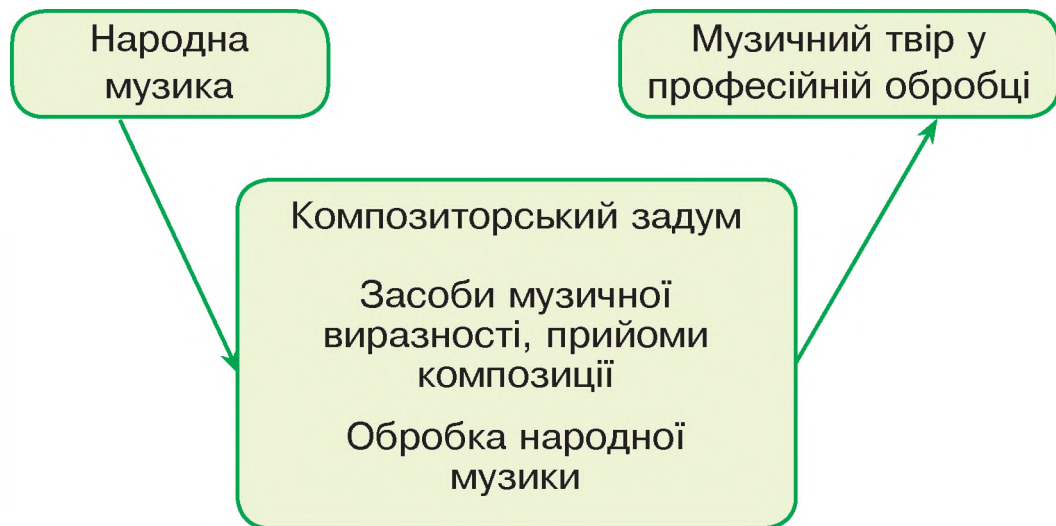 Народна
музика
Музичний твір у
професійній обробці
Композиторський задум
Засоби музичної
виразності, прийоми
композиції
Обробка народної
музики